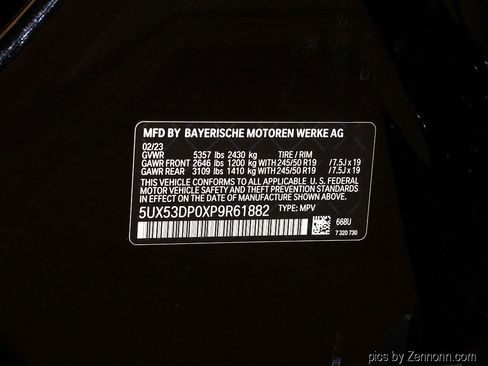 MFD BY BAYERISCHE MOTOREN WERKE AG
02/23
GVWR 5357 lbs 2430 kg TIRE / RIM
GAWR FRONT 2646 lbs 1200 kg WITH 245/50 R19 / 7.5J x 19
GAWR REAR 3109 lbs 1410 kg WITH 245/50 R19 / 7.5J x 19
THIS VEHICLE CONFORMS TO ALL APPLICABLE U. S. FEDERAL
MOTOR VEHICLE SAFETY AND THEFT PREVENTION STANDARDS IN
EFFECT ON THE DATE OF MANUFACTURE SHOWN ABOVE.
5UX53DP0XP9R61882 TYPE: MPV
668U
7 320 730
pics by Zennonn.com